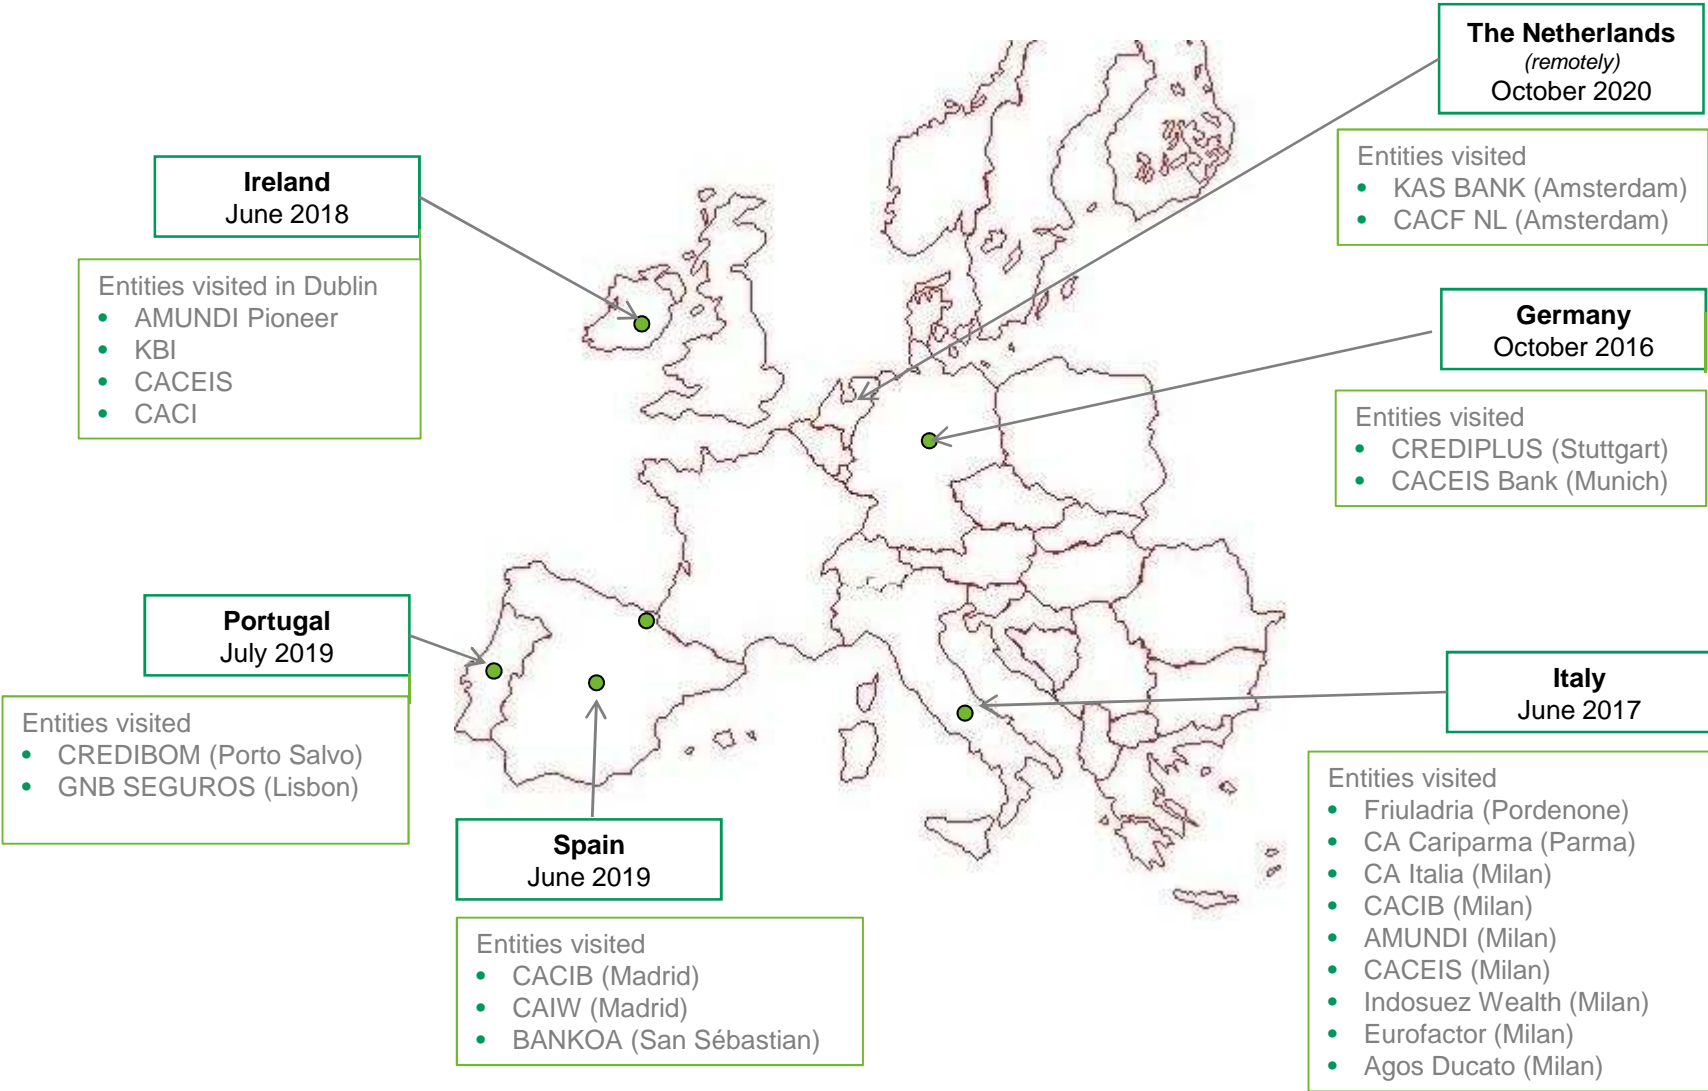 The Netherlands
(remotely)
October 2020
Entities visited
• KAS BANK (Amsterdam)
• CACF NL (Amsterdam)
Ireland
June 2018
Entities visited in Dublin
• AMUNDI Pioneer
• KBI
• CACEIS
• CACI
Germany
October 2016
Entities visited
• CREDIPLUS (Stuttgart)
• CACEIS Bank (Munich)
Portugal
July 2019
Entities visited
• CREDIBOM (Porto Salvo)
• GNB SEGUROS (Lisbon)
Spain
June 2019
Entities visited
• CACIB (Madrid)
• CAIW (Madrid)
• BANKOA (San Sébastian)
Italy
June 2017
Entities visited
• Friuladria (Pordenone)
• CA Cariparma (Parma)
• CA Italia (Milan)
• CACIB (Milan)
• AMUNDI (Milan)
• CACEIS (Milan)
• Indosuez Wealth (Milan)
• Eurofactor (Milan)
• Agos Ducato (Milan)